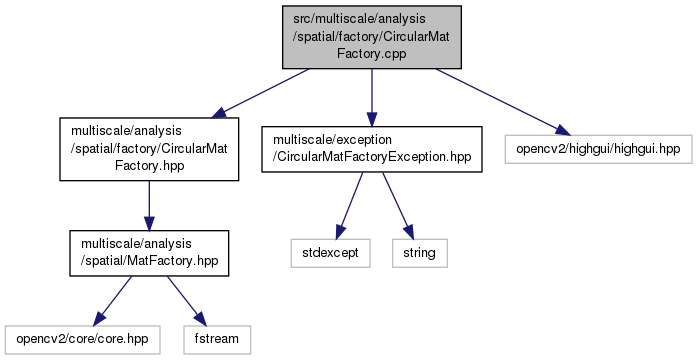 src/multiscale/analysis
/spatial/factory/CircularMat
Factory.cpp
multiscale/analysis
/spatial/factory/CircularMat
Factory.hpp
multiscale/exception
/CircularMatFactoryException.hpp
opencv2/highgui/highgui.hpp
multiscale/analysis
/spatial/MatFactory.hpp
stdexcept
string
opencv2/core/core.hpp
fstream